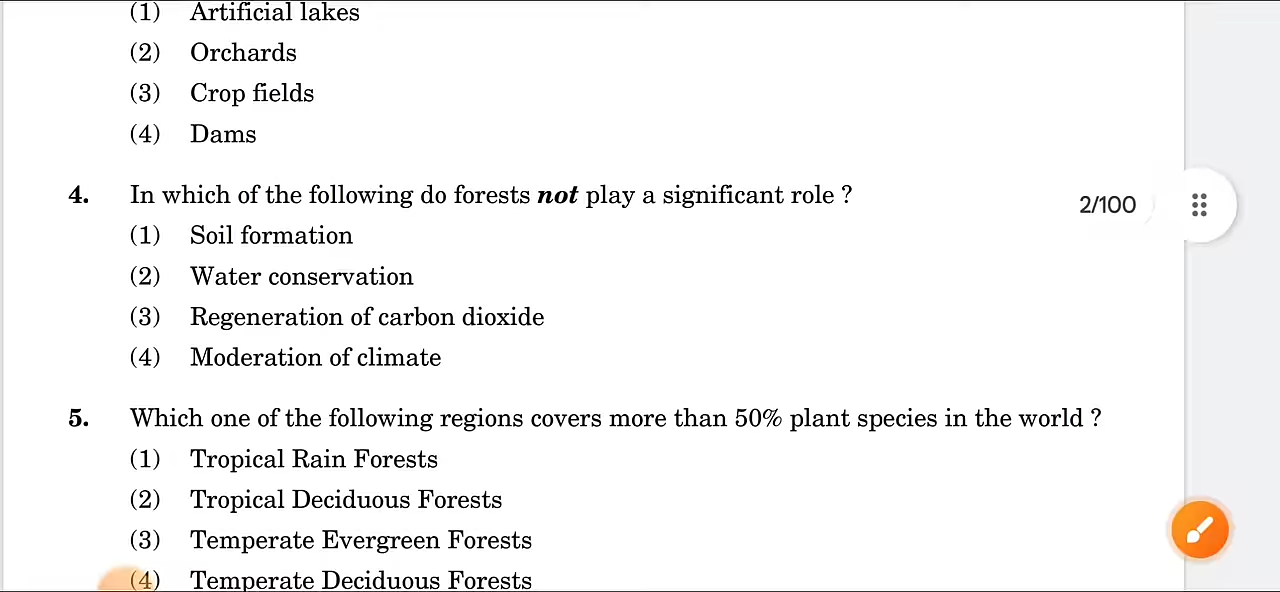 (1) Artificial lakes
(2) Orchards
(3) Crop fields
(4) Dams
4. In which of the following do forests not play a significant role ?
2/100
(1) Soil formation
(2) Water conservation
(3) Regeneration of carbon dioxide
(4) Moderation of climate
5. Which one of the following regions covers more than 50% plant species in the world ?
(1) Tropical Rain Forests
(2) Tropical Deciduous Forests
(3) Temperate Evergreen Forests
(4) Temperate Deciduous Forests